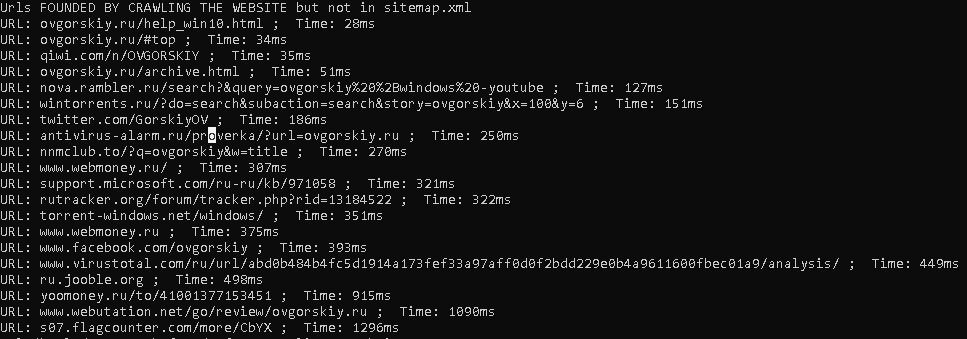 Urls FOUNDED BY CRAWLING THE WEBSITE but not in sitemap.xml
URL: ovgorskiy.ru/help_win10.html ;  Time: 28ms
URL: ovgorskiy.ru/#top ;  Time: 34ms
URL: qiwi.com/n/OVGORSKIY ;  Time: 35ms
URL: ovgorskiy.ru/archive.html ;  Time: 51ms
URL: nova.rambler.ru/search?&query=ovgorskiy%20%2Bwindows%20-youtube ;  Time: 127ms
URL: wintorrents.ru/?do=search&subaction=search&story=ovgorskiy&x=100&y=6 ;  Time: 151ms
URL: twitter.com/GorskiyOV ;  Time: 186ms
URL: antivirus-alarm.ru/proverka/?url=ovgorskiy.ru ;  Time: 250ms
URL: nnmclub.to/?q=ovgorskiy&w=title ;  Time: 270ms
URL: www.webmoney.ru/ ;  Time: 307ms
URL: support.microsoft.com/ru-ru/kb/971058 ;  Time: 321ms
URL: rutracker.org/forum/tracker.php?rid=13184522 ;  Time: 322ms
URL: torrent-windows.net/windows/ ;  Time: 351ms
URL: www.webmoney.ru ;  Time: 375ms
URL: www.facebook.com/ovgorskiy ;  Time: 393ms
URL: www.virustotal.com/ru/url/abd0b484b4fc5d1914a173fef33a97aff0d0f2bdd229e0b4a9611600fbec01a9/analysis/ ;  Time: 449ms
URL: ru.jooble.org ;  Time: 498ms
URL: yoomoney.ru/to/41001377153451 ;  Time: 915ms
URL: www.webutation.net/go/review/ovgorskiy.ru ;  Time: 1090ms
URL: s07.flagcounter.com/more/CbYX ;  Time: 1296ms